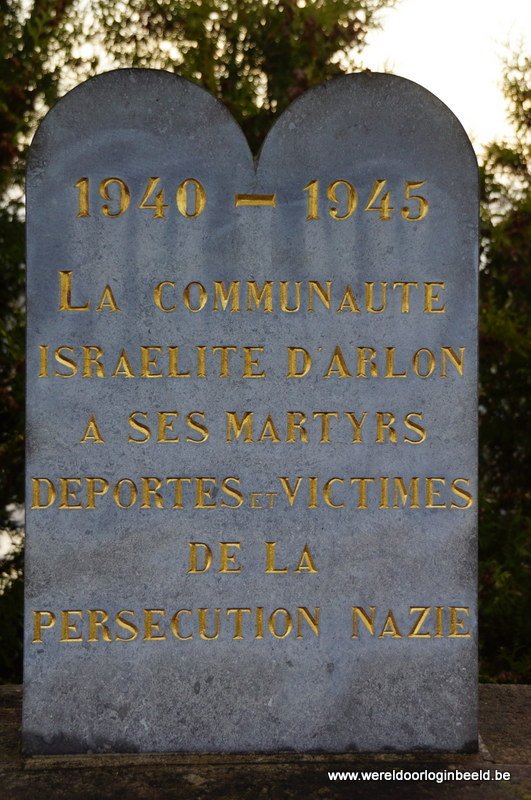 1940 - 1945
LA COMMUNAUTE
ISRAELITE D'ARLON
A SES MARTYRS
DEPORTES ET VICTIMES
DE LA
PERSECUTION NAZIE
www.wereldoorloginbeeld.be